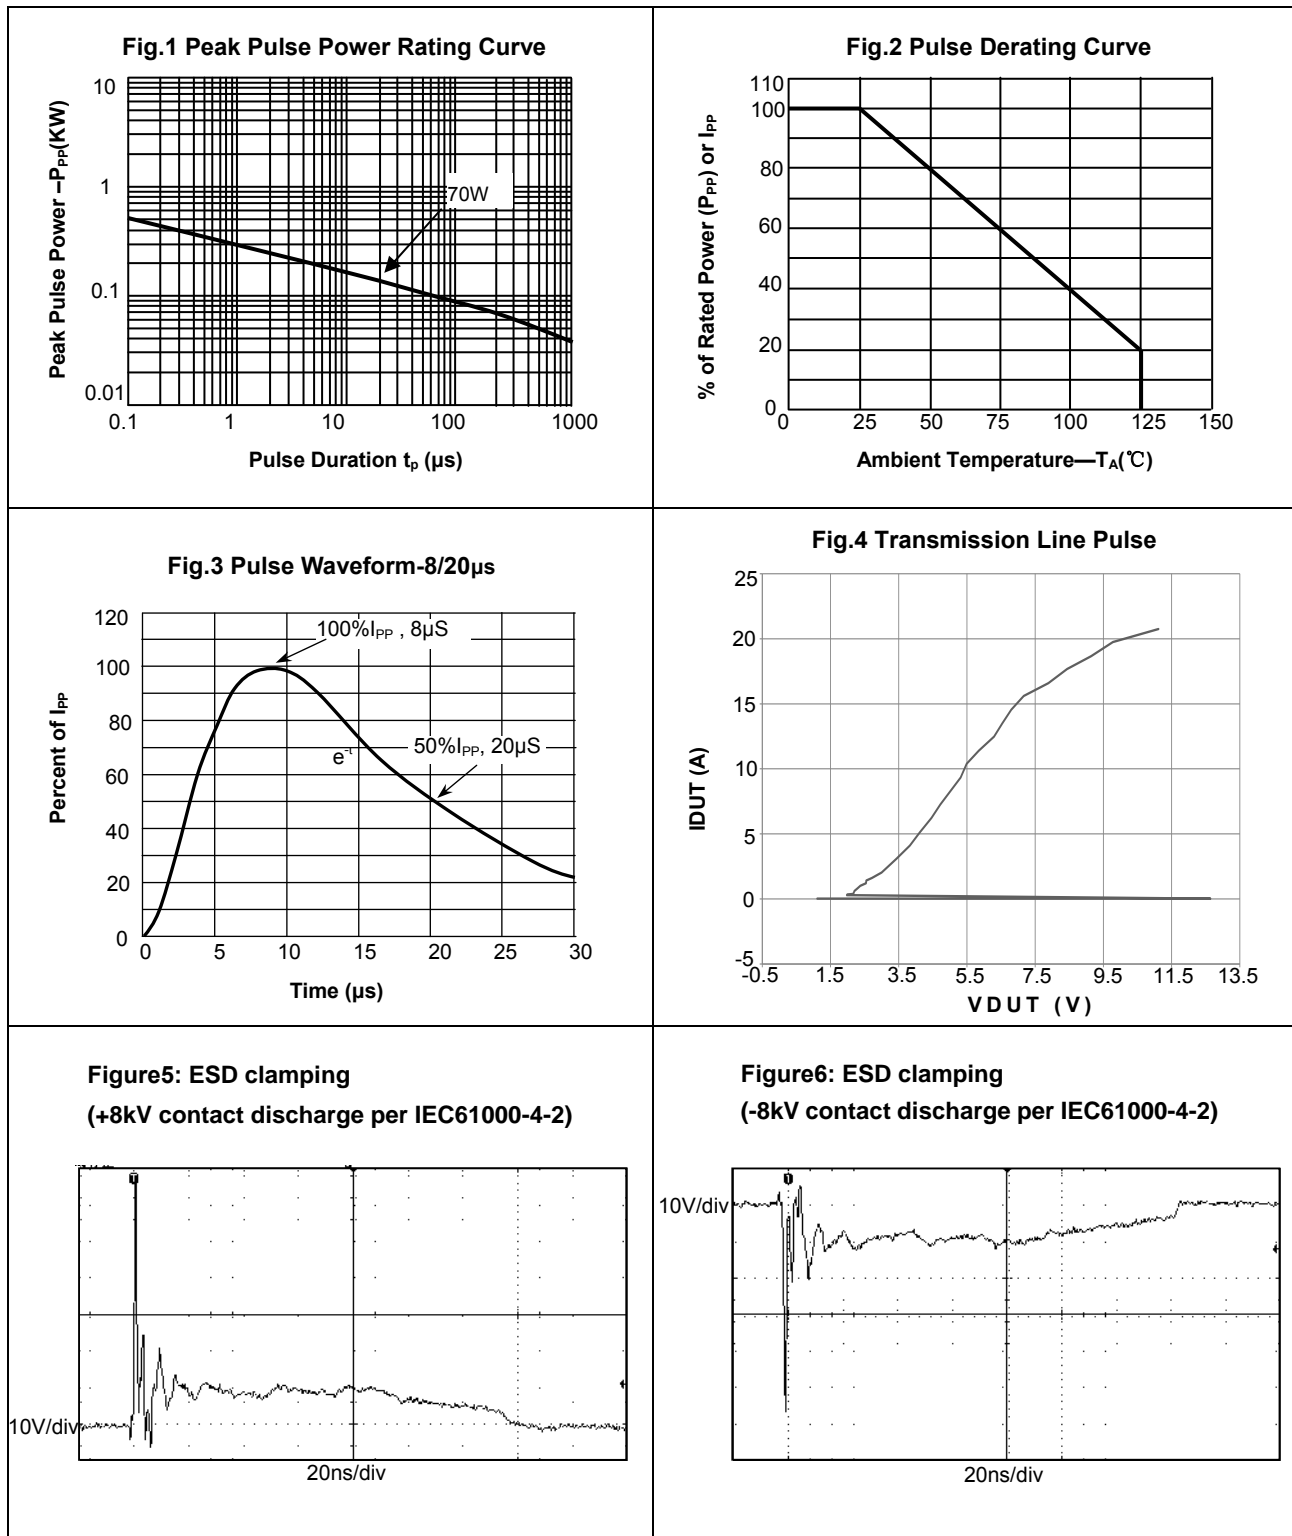 Fig.1 Peak Pulse Power Rating Curve
Peak Pulse Power –PPP(KW)
10
1
0.1
0.01
70W
0.1 1 10 100 1000
Pulse Duration tp (µs)
Fig.2 Pulse Derating Curve
% of Rated Power (PPP) or IPP
110
100
80
60
40
20
0
0 25 50 75 100 125 150
Ambient Temperature—TA(℃)
Fig.3 Pulse Waveform-8/20µs
Percent of IPP
120
100
80
60
40
20
0
100%IPP , 8µS
e-t
50%IPP, 20µS
0 5 10 15 20 25 30
Time (µs)
Fig.4 Transmission Line Pulse
IDUT (A)
25
20
15
10
5
0
-5
-0.5 1.5 3.5 5.5 7.5 9.5 11.5 13.5
VDUT (V)
Figure5: ESD clamping
(+8kV contact discharge per IEC61000-4-2)
10V/div
20ns/div
Figure6: ESD clamping
(-8kV contact discharge per IEC61000-4-2)
10V/div
20ns/div